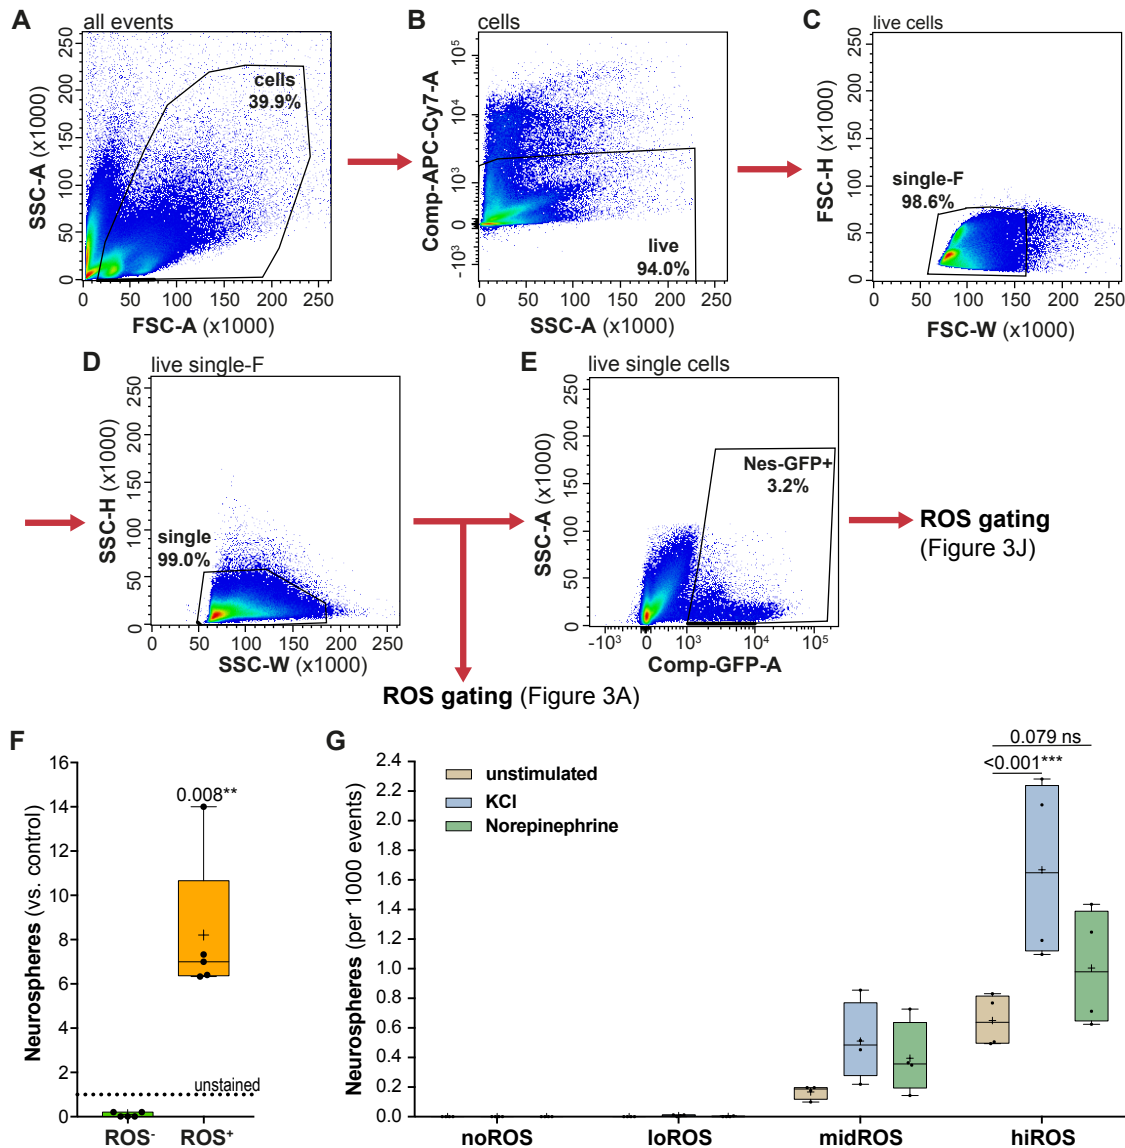 A
all events
SSC-A (x1000)
250
200
150
100
50
0
cells
39.9%
0 50 100 150 200 250
FSC-A (x1000)
B
cells
Comp-APC-Cy7-A
10⁵
10⁴
10³
0
-10³
live
94.0%
0 50 100 150 200 250
SSC-A (x1000)
C
live cells
FSC-H (x1000)
250
200
150
100
50
0
single-F
98.6%
0 50 100 150 200 250
FSC-W (x1000)
D
live single-F
SSC-H (x1000)
250
200
150
100
50
0
single
99.0%
0 50 100 150 200 250
SSC-W (x1000)
E
live single cells
SSC-A (x1000)
250
200
150
100
50
0
Nes-GFP+
3.2%
-10³ 0 10³ 10⁴ 10⁵
Comp-GFP-A
ROS gating
(Figure 3J)
ROS gating (Figure 3A)
F
Neurospheres (vs. control)
16
14
12
10
8
6
4
2
0
0.008**
unstained
ROS⁻ ROS⁺
G
Neurospheres (per 1000 events)
2.4
2.2
2.0
1.8
1.6
1.4
1.2
1.0
0.8
0.6
0.4
0.2
0.0
unstimulated
KCl
Norepinephrine
0.079 ns
<0.001***
noROS loROS midROS hiROS